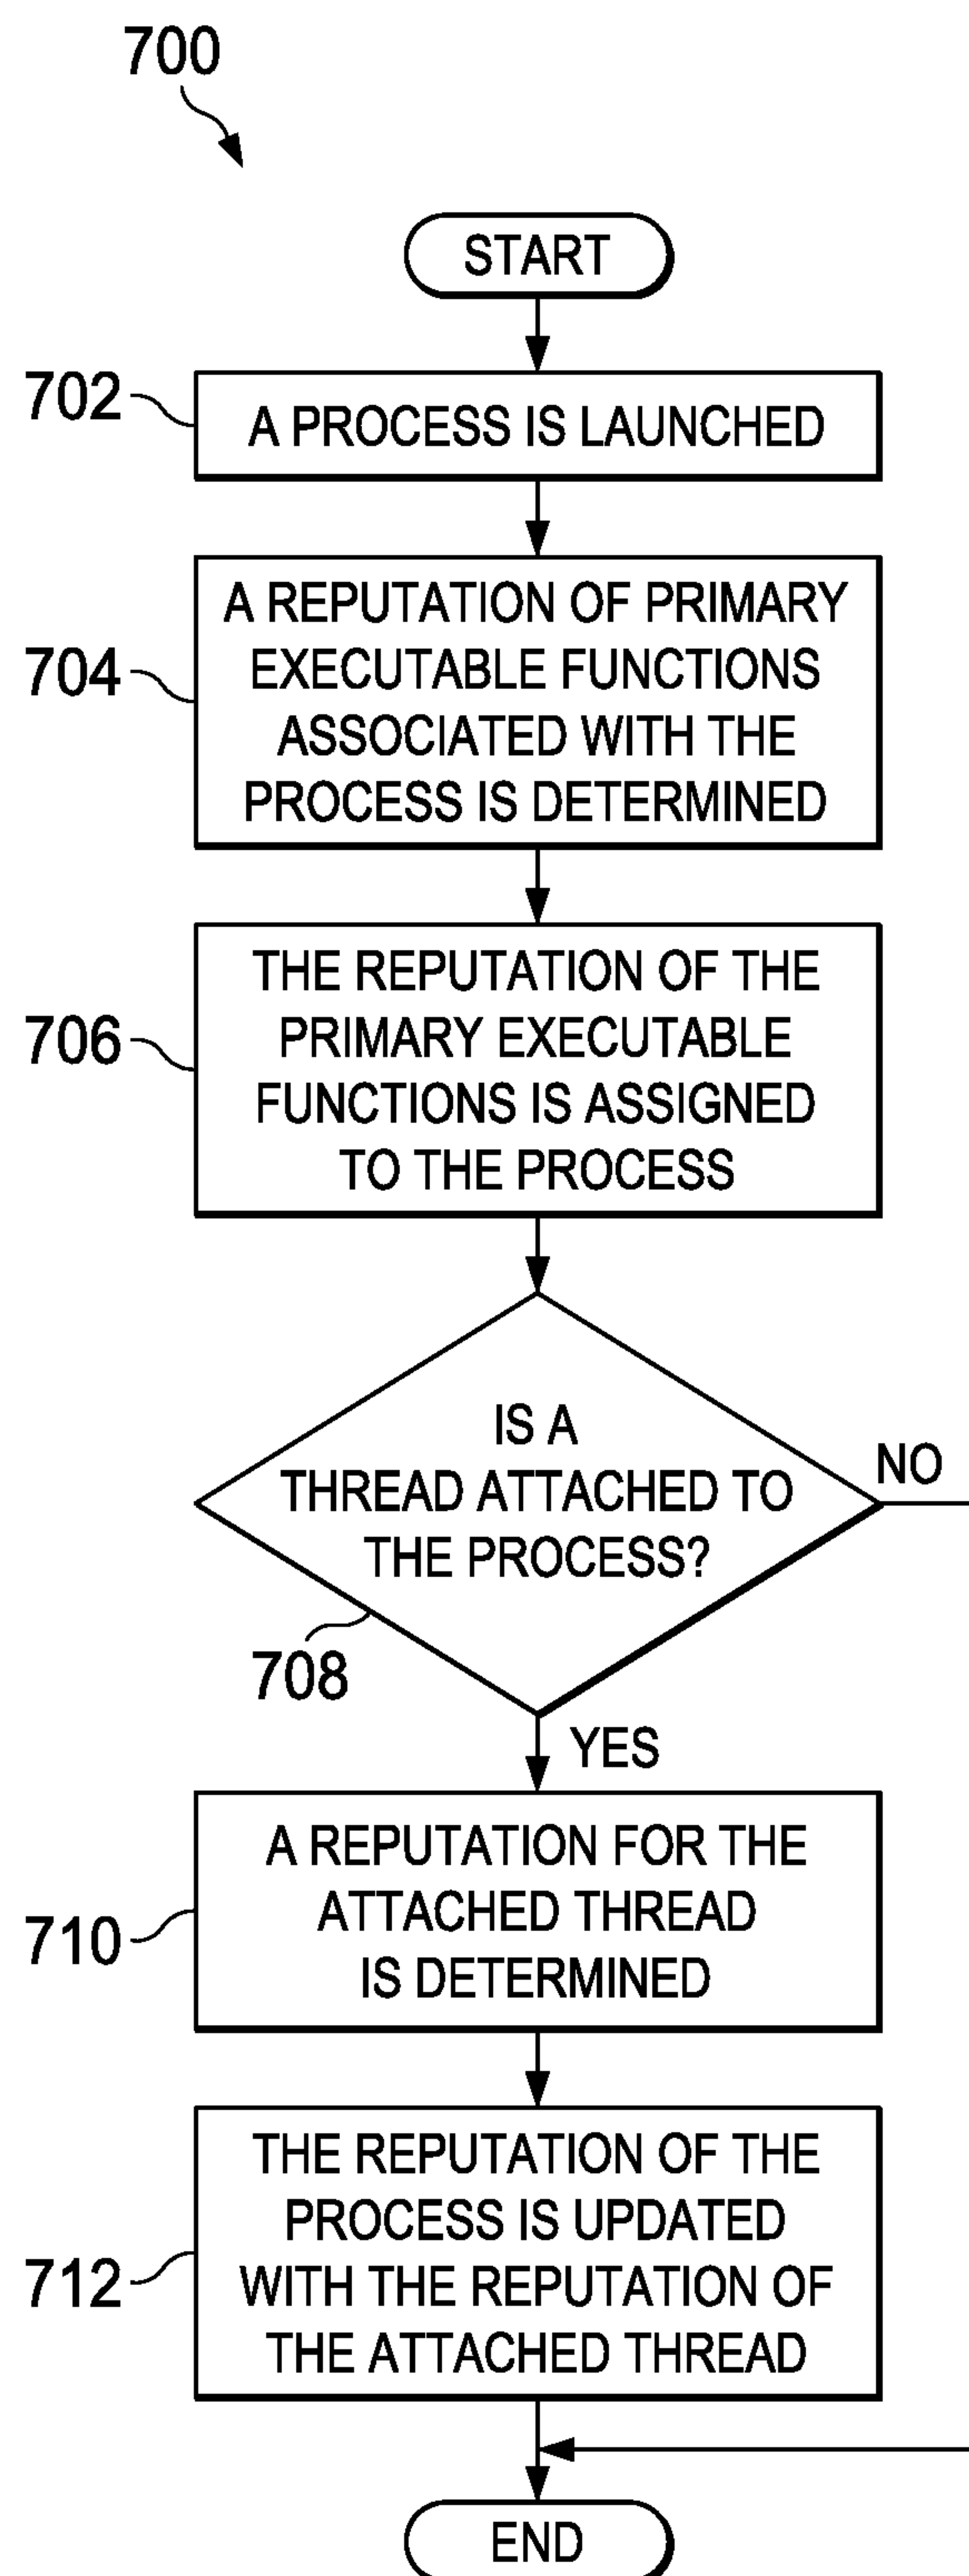 700
START
702
A PROCESS IS LAUNCHED
704
A REPUTATION OF PRIMARY
EXECUTABLE FUNCTIONS
ASSOCIATED WITH THE
PROCESS IS DETERMINED
706
THE REPUTATION OF THE
PRIMARY EXECUTABLE
FUNCTIONS IS ASSIGNED
TO THE PROCESS
IS A
THREAD ATTACHED TO
THE PROCESS?
NO
708
YES
710
A REPUTATION FOR THE
ATTACHED THREAD
IS DETERMINED
712
THE REPUTATION OF THE
PROCESS IS UPDATED
WITH THE REPUTATION OF
THE ATTACHED THREAD
END